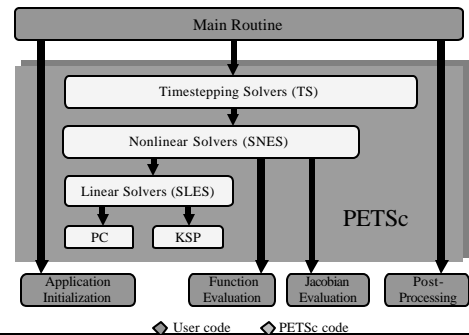 Main Routine
Timestepping Solvers (TS)
Nonlinear Solvers (SNES)
Linear Solvers (SLES)
PETSc
PC
KSP
Application
Initialization
Function
Evaluation
Jacobian
Evaluation
Post-
Processing
User code
PETSc code